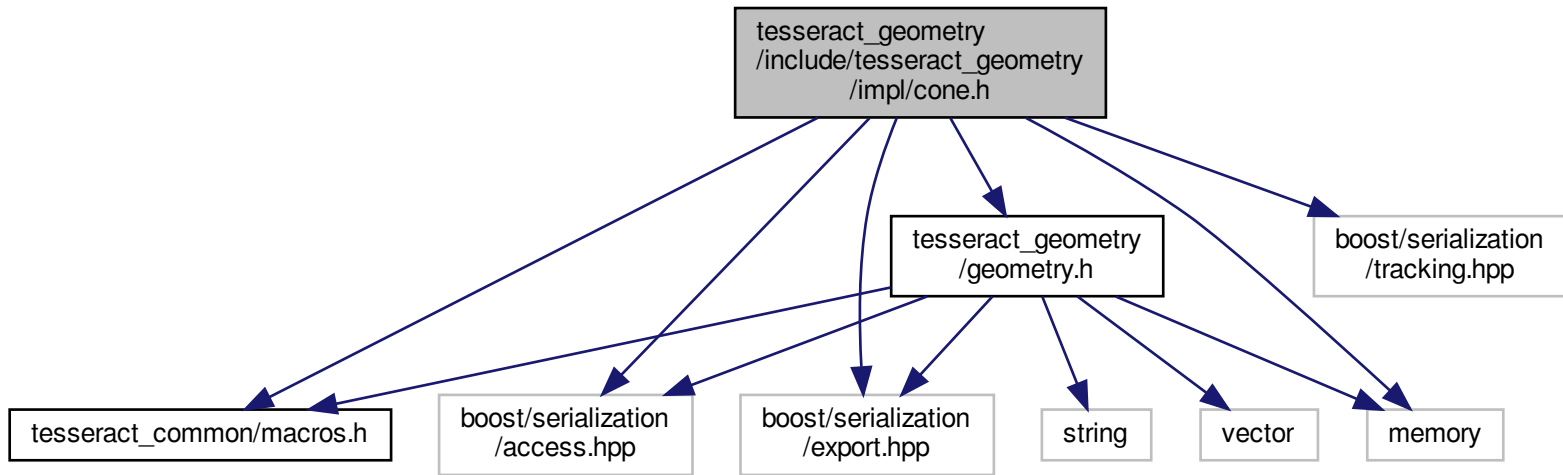 tesseract_geometry
/include/tesseract_geometry
/impl/cone.h
tesseract_geometry
/geometry.h
boost/serialization
/tracking.hpp
tesseract_common/macros.h
boost/serialization
/access.hpp
boost/serialization
/export.hpp
string
vector
memory